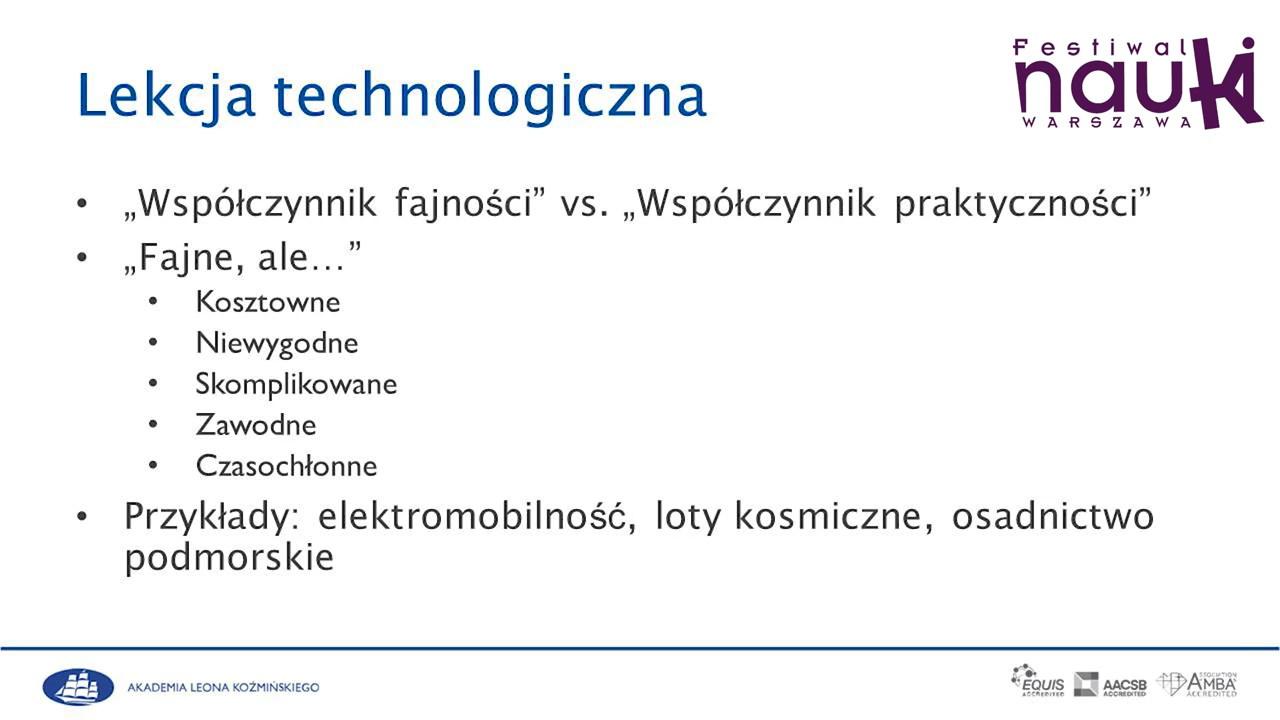 Festiwal
nauki
WARSZAWA
Lekcja technologiczna
• „Współczynnik fajności” vs. „Współczynnik praktyczności”
• „Fajne, ale…”
• Kosztowne
• Niewygodne
• Skomplikowane
• Zawodne
• Czasochłonne
• Przykłady: elektromobilność, loty kosmiczne, osadnictwo
podmorskie
AKADEMIA LEONA KOŹMIŃSKIEGO
EQUIS
ACCREDITED
AACSB
ACCREDITED
ASSOCIATION
AMBA
ACCREDITED